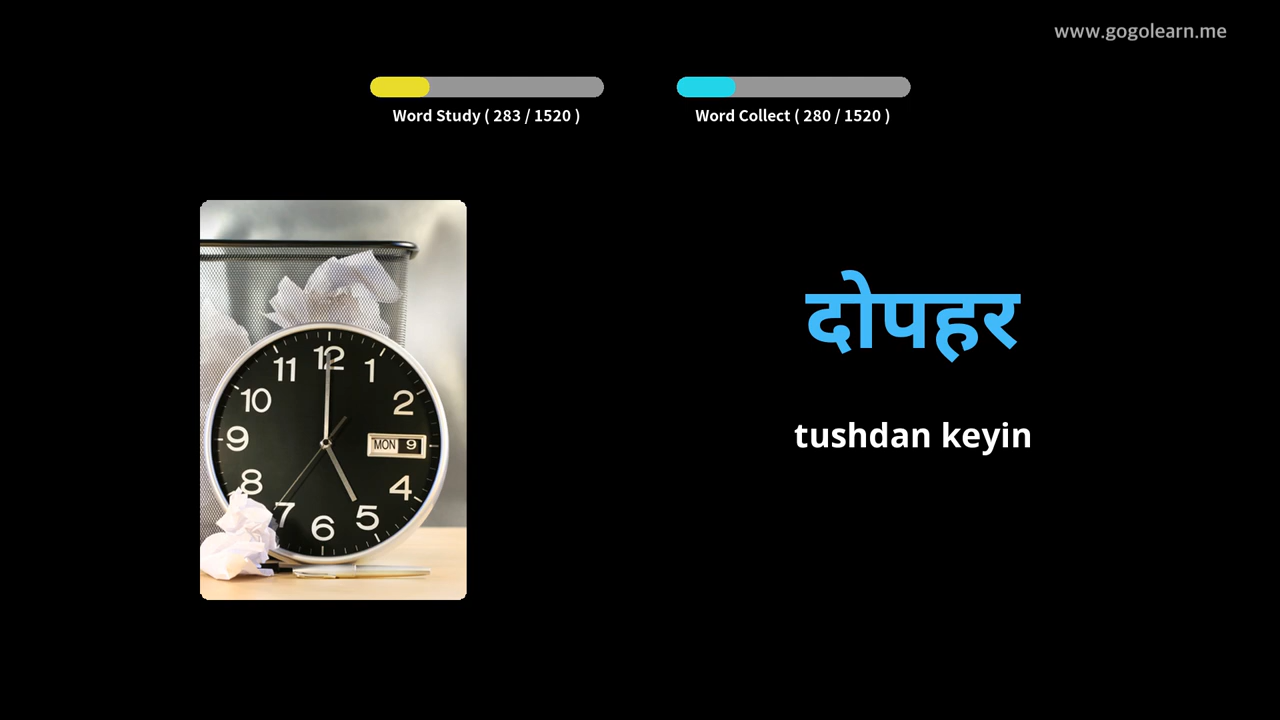 www.gogolearn.me
Word Study ( 283 / 1520 )
Word Collect ( 280 / 1520 )
दोपहर
tushdan keyin
12
11
1
10
2
9
MON 9
8
4
7
5
6